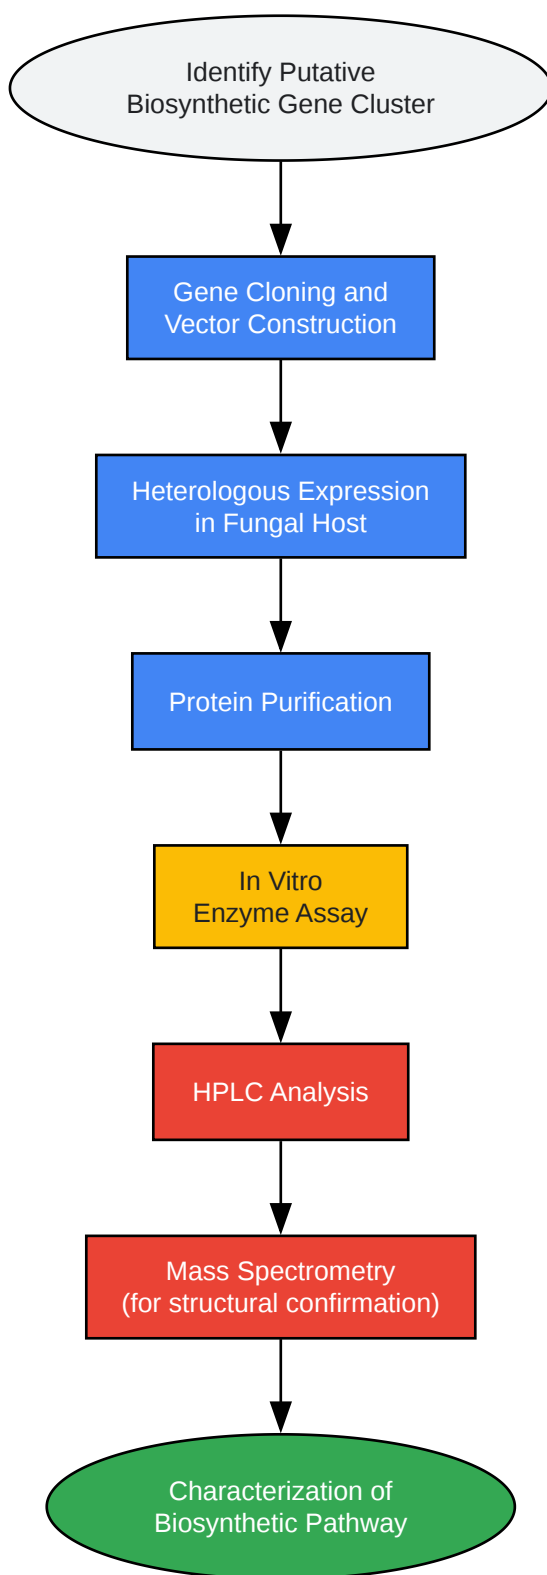 Identify Putative
Biosynthetic Gene Cluster
Gene Cloning and
Vector Construction
Heterologous Expression
in Fungal Host
Protein Purification
In Vitro
Enzyme Assay
HPLC Analysis
Mass Spectrometry
(for structural confirmation)
Characterization of
Biosynthetic Pathway